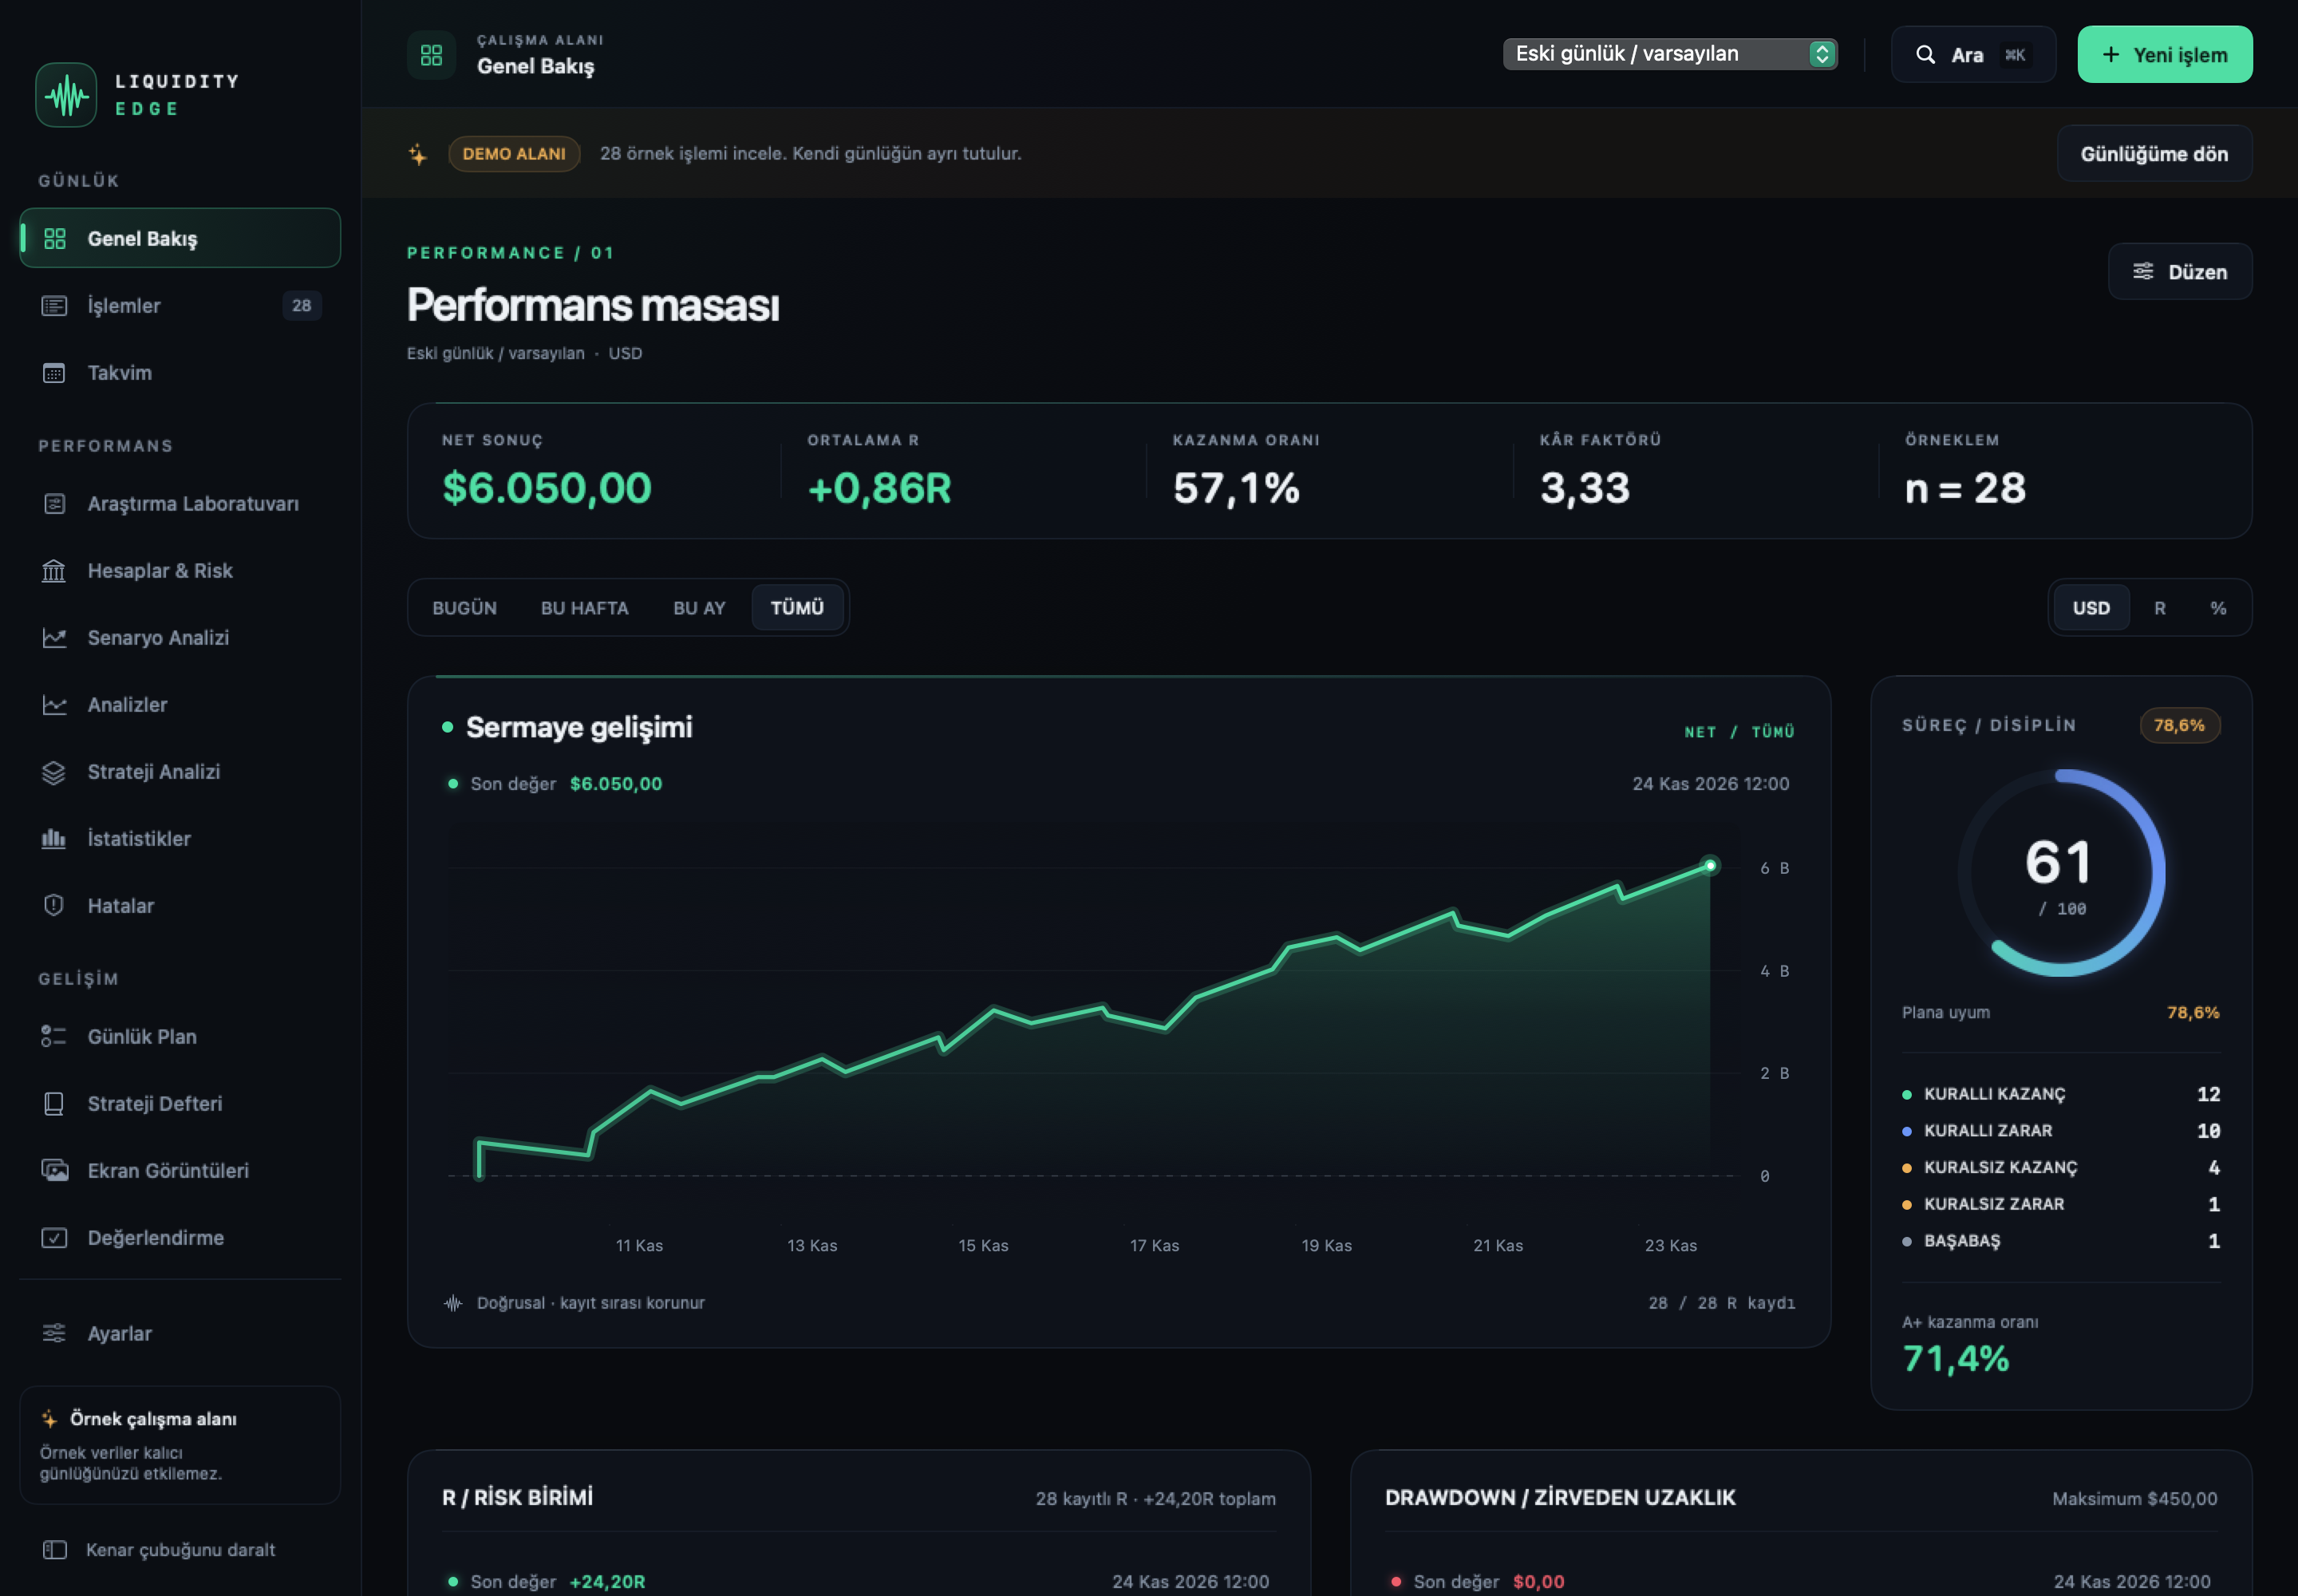 LIQUIDITY
EDGE
GÜNLÜK
Genel Bakış
İşlemler 28
Takvim
PERFORMANS
Araştırma Laboratuvarı
Hesaplar & Risk
Senaryo Analizi
Analizler
Strateji Analizi
İstatistikler
Hatalar
GELİŞİM
Günlük Plan
Strateji Defteri
Ekran Görüntüleri
Değerlendirme
Ayarlar
Örnek çalışma alanı
Örnek veriler kalıcı
günlüğünüzü etkilemez.
Kenar çubuğunu daralt
ÇALIŞMA ALANI
Genel Bakış
Eski günlük / varsayılan
Ara ⌘K
+ Yeni işlem
DEMO ALANI 28 örnek işlemi incele. Kendi günlüğün ayrı tutulur.
Günlüğüme dön
PERFORMANCE / 01
Performans masası
Eski günlük / varsayılan · USD
Düzen
NET SONUÇ
$6.050,00
ORTALAMA R
+0,86R
KAZANMA ORANI
57,1%
KÂR FAKTÖRÜ
3,33
ÖRNEKLEM
n = 28
BUGÜN BU HAFTA BU AY TÜMÜ
USD R %
Sermaye gelişimi
NET / TÜMÜ
Son değer $6.050,00
24 Kas 2026 12:00
6 B
4 B
2 B
0
11 Kas 13 Kas 15 Kas 17 Kas 19 Kas 21 Kas 23 Kas
Doğrusal · kayıt sırası korunur
28 / 28 R kaydı
SÜREÇ / DİSİPLİN 78,6%
61
/ 100
Plana uyum 78,6%
KURALLI KAZANÇ 12
KURALLI ZARAR 10
KURALSIZ KAZANÇ 4
KURALSIZ ZARAR 1
BAŞABAŞ 1
A+ kazanma oranı
71,4%
R / RİSK BİRİMİ
28 kayıtlı R · +24,20R toplam
Son değer +24,20R
24 Kas 2026 12:00
DRAWDOWN / ZİRVEDEN UZAKLIK
Maksimum $450,00
Son değer $0,00
24 Kas 2026 12:00